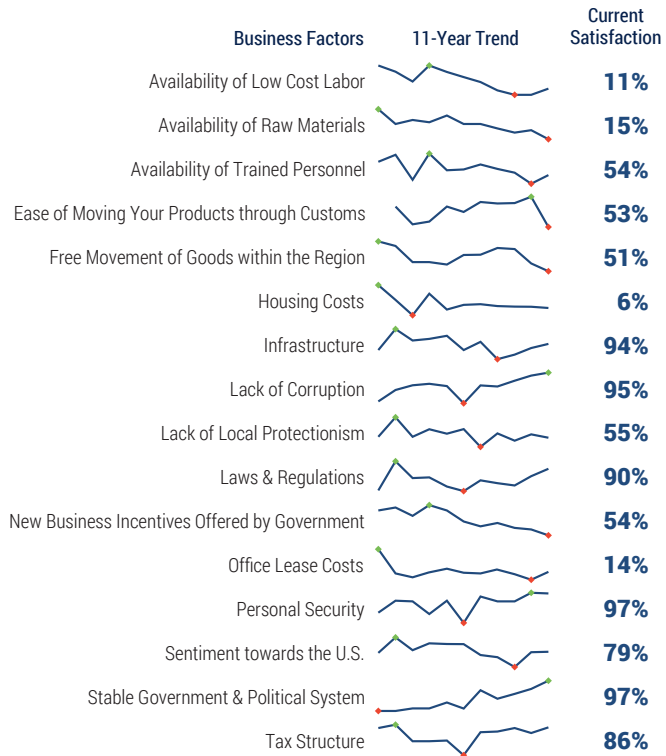 Business Factors 11-Year Trend Current Satisfaction
Availability of Low Cost Labor 11%
Availability of Raw Materials 15%
Availability of Trained Personnel 54%
Ease of Moving Your Products through Customs 53%
Free Movement of Goods within the Region 51%
Housing Costs 6%
Infrastructure 94%
Lack of Corruption 95%
Lack of Local Protectionism 55%
Laws & Regulations 90%
New Business Incentives Offered by Government 54%
Office Lease Costs 14%
Personal Security 97%
Sentiment towards the U.S. 79%
Stable Government & Political System 97%
Tax Structure 86%